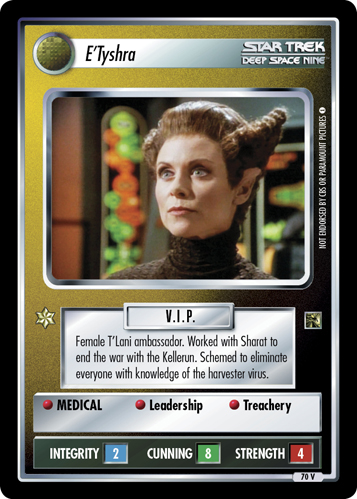 E'Tyshra
STAR TREK
DEEP SPACE NINE
NOT ENDORSED BY CBS OR PARAMOUNT PICTURES
V.I.P.
Female T'Lani ambassador. Worked with Sharat to
end the war with the Kellerun. Schemed to eliminate
everyone with knowledge of the harvester virus.
MEDICAL Leadership Treachery
INTEGRITY 2 CUNNING 8 STRENGTH 4
70 V